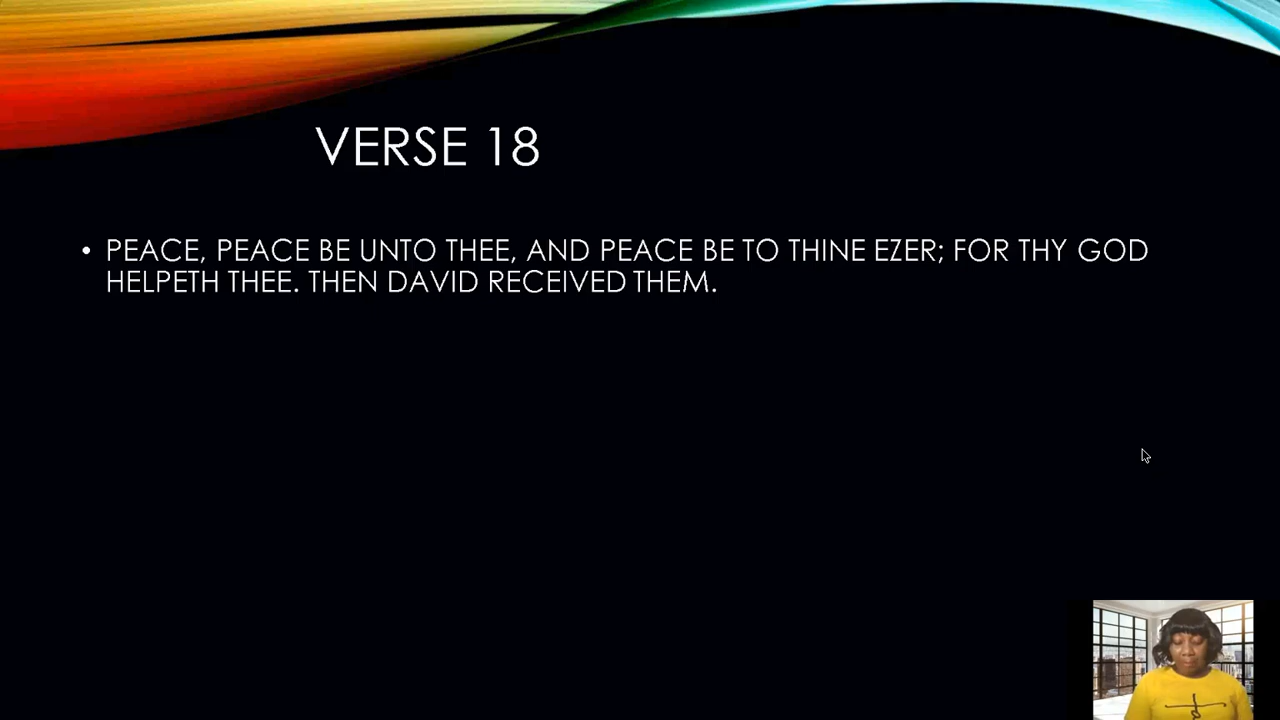 VERSE 18
• PEACE, PEACE BE UNTO THEE, AND PEACE BE TO THINE EZER; FOR THY GOD
HELPETH THEE. THEN DAVID RECEIVED THEM.